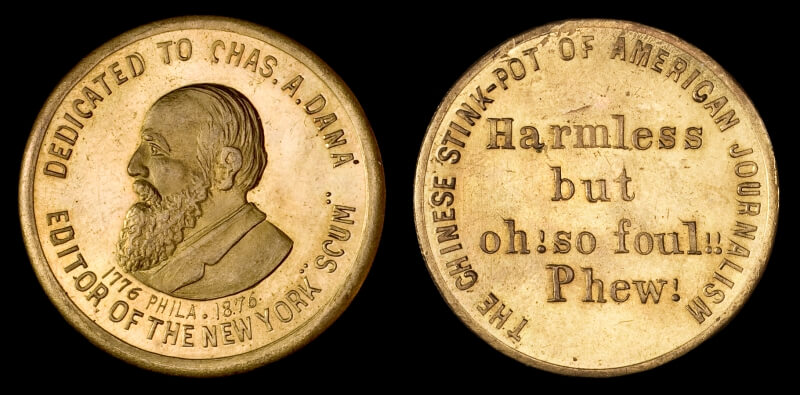 DEDICATED TO CHAS. A. DANA
EDITOR OF THE NEW YORK "SCUM"
1776 PHILA. 1876.
THE CHINESE STINK-POT OF AMERICAN JOURNALISM
Harmless
but
oh! so foul!!
Phew!